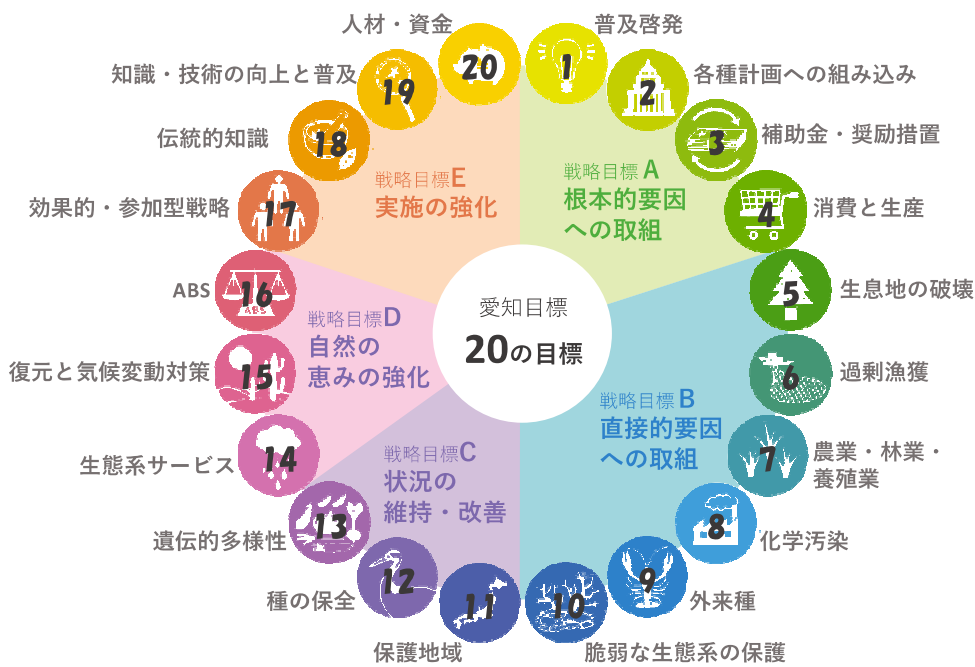 愛知目標
20の目標
戦略目標 A
根本的要因
への取組
1
普及啓発
2
各種計画への組み込み
3
補助金・奨励措置
4
消費と生産
戦略目標 B
直接的要因
への取組
5
生息地の破壊
6
過剰漁獲
7
農業・林業・
養殖業
8
化学汚染
9
外来種
10
脆弱な生態系の保護
戦略目標C
状況の
維持・改善
11
保護地域
12
種の保全
13
遺伝的多様性
戦略目標D
自然の
恵みの強化
14
生態系サービス
15
復元と気候変動対策
16
ABS
ABS
戦略目標E
実施の強化
17
効果的・参加型戦略
18
伝統的知識
19
知識・技術の向上と普及
20
人材・資金